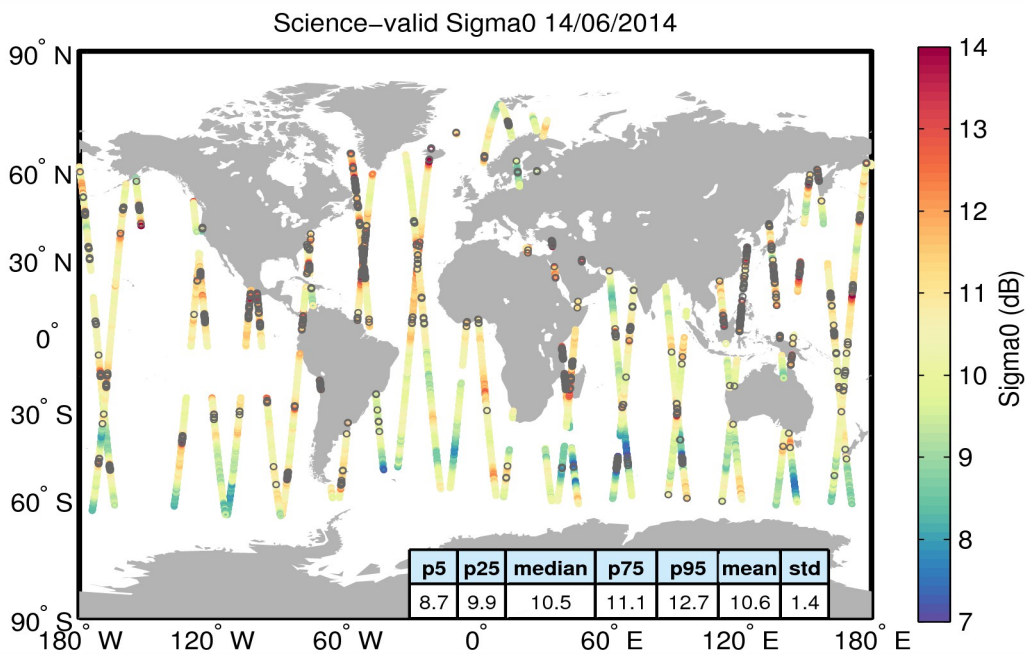 Science−valid Sigma0 14/06/2014
90° N
60° N
30° N
0°
30° S
60° S
90° S
180° W
120° W
60° W
0°
60° E
120° E
180° E
p5 p25 median p75 p95 mean std
8.7 9.9 10.5 11.1 12.7 10.6 1.4
14
13
12
11
10
9
8
7
Sigma0 (dB)